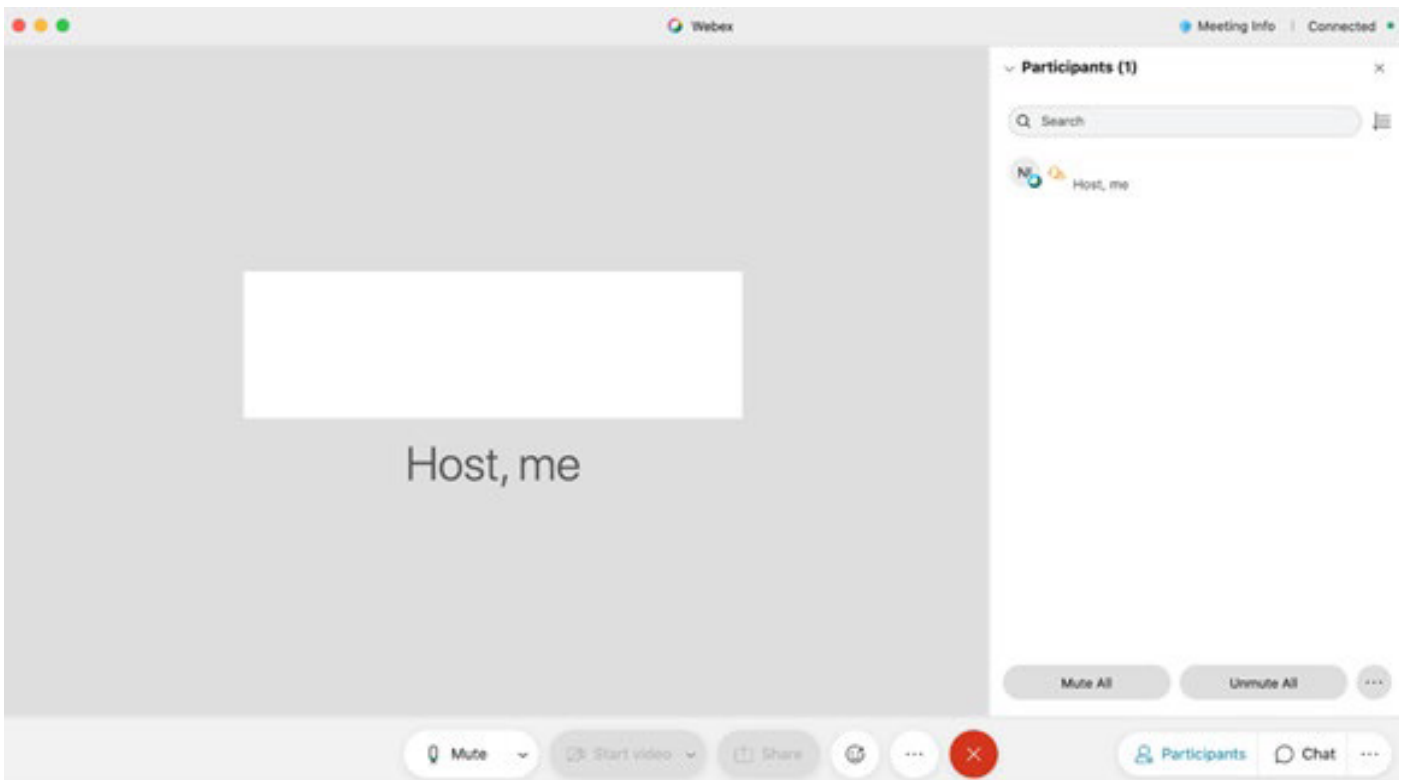 Webex
Meeting Info
Connected
Participants (1)
Search
Host, me
Host, me
Mute All
Unmute All
Mute
Start video
Share
Participants
Chat